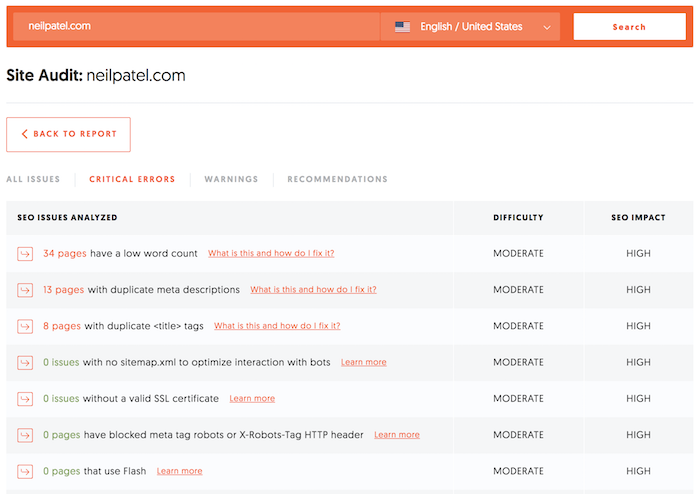 neilpatel.com English / United States Search
Site Audit: neilpatel.com
BACK TO REPORT
ALL ISSUES CRITICAL ERRORS WARNINGS RECOMMENDATIONS
SEO ISSUES ANALYZED DIFFICULTY SEO IMPACT
34 pages have a low word count What is this and how do I fix it? MODERATE HIGH
13 pages with duplicate meta descriptions What is this and how do I fix it? MODERATE HIGH
8 pages with duplicate <title> tags What is this and how do I fix it? MODERATE HIGH
0 issues with no sitemap.xml to optimize interaction with bots Learn more MODERATE HIGH
0 issues without a valid SSL certificate Learn more MODERATE HIGH
0 pages have blocked meta tag robots or X-Robots-Tag HTTP header Learn more MODERATE HIGH
0 pages that use Flash Learn more MODERATE HIGH